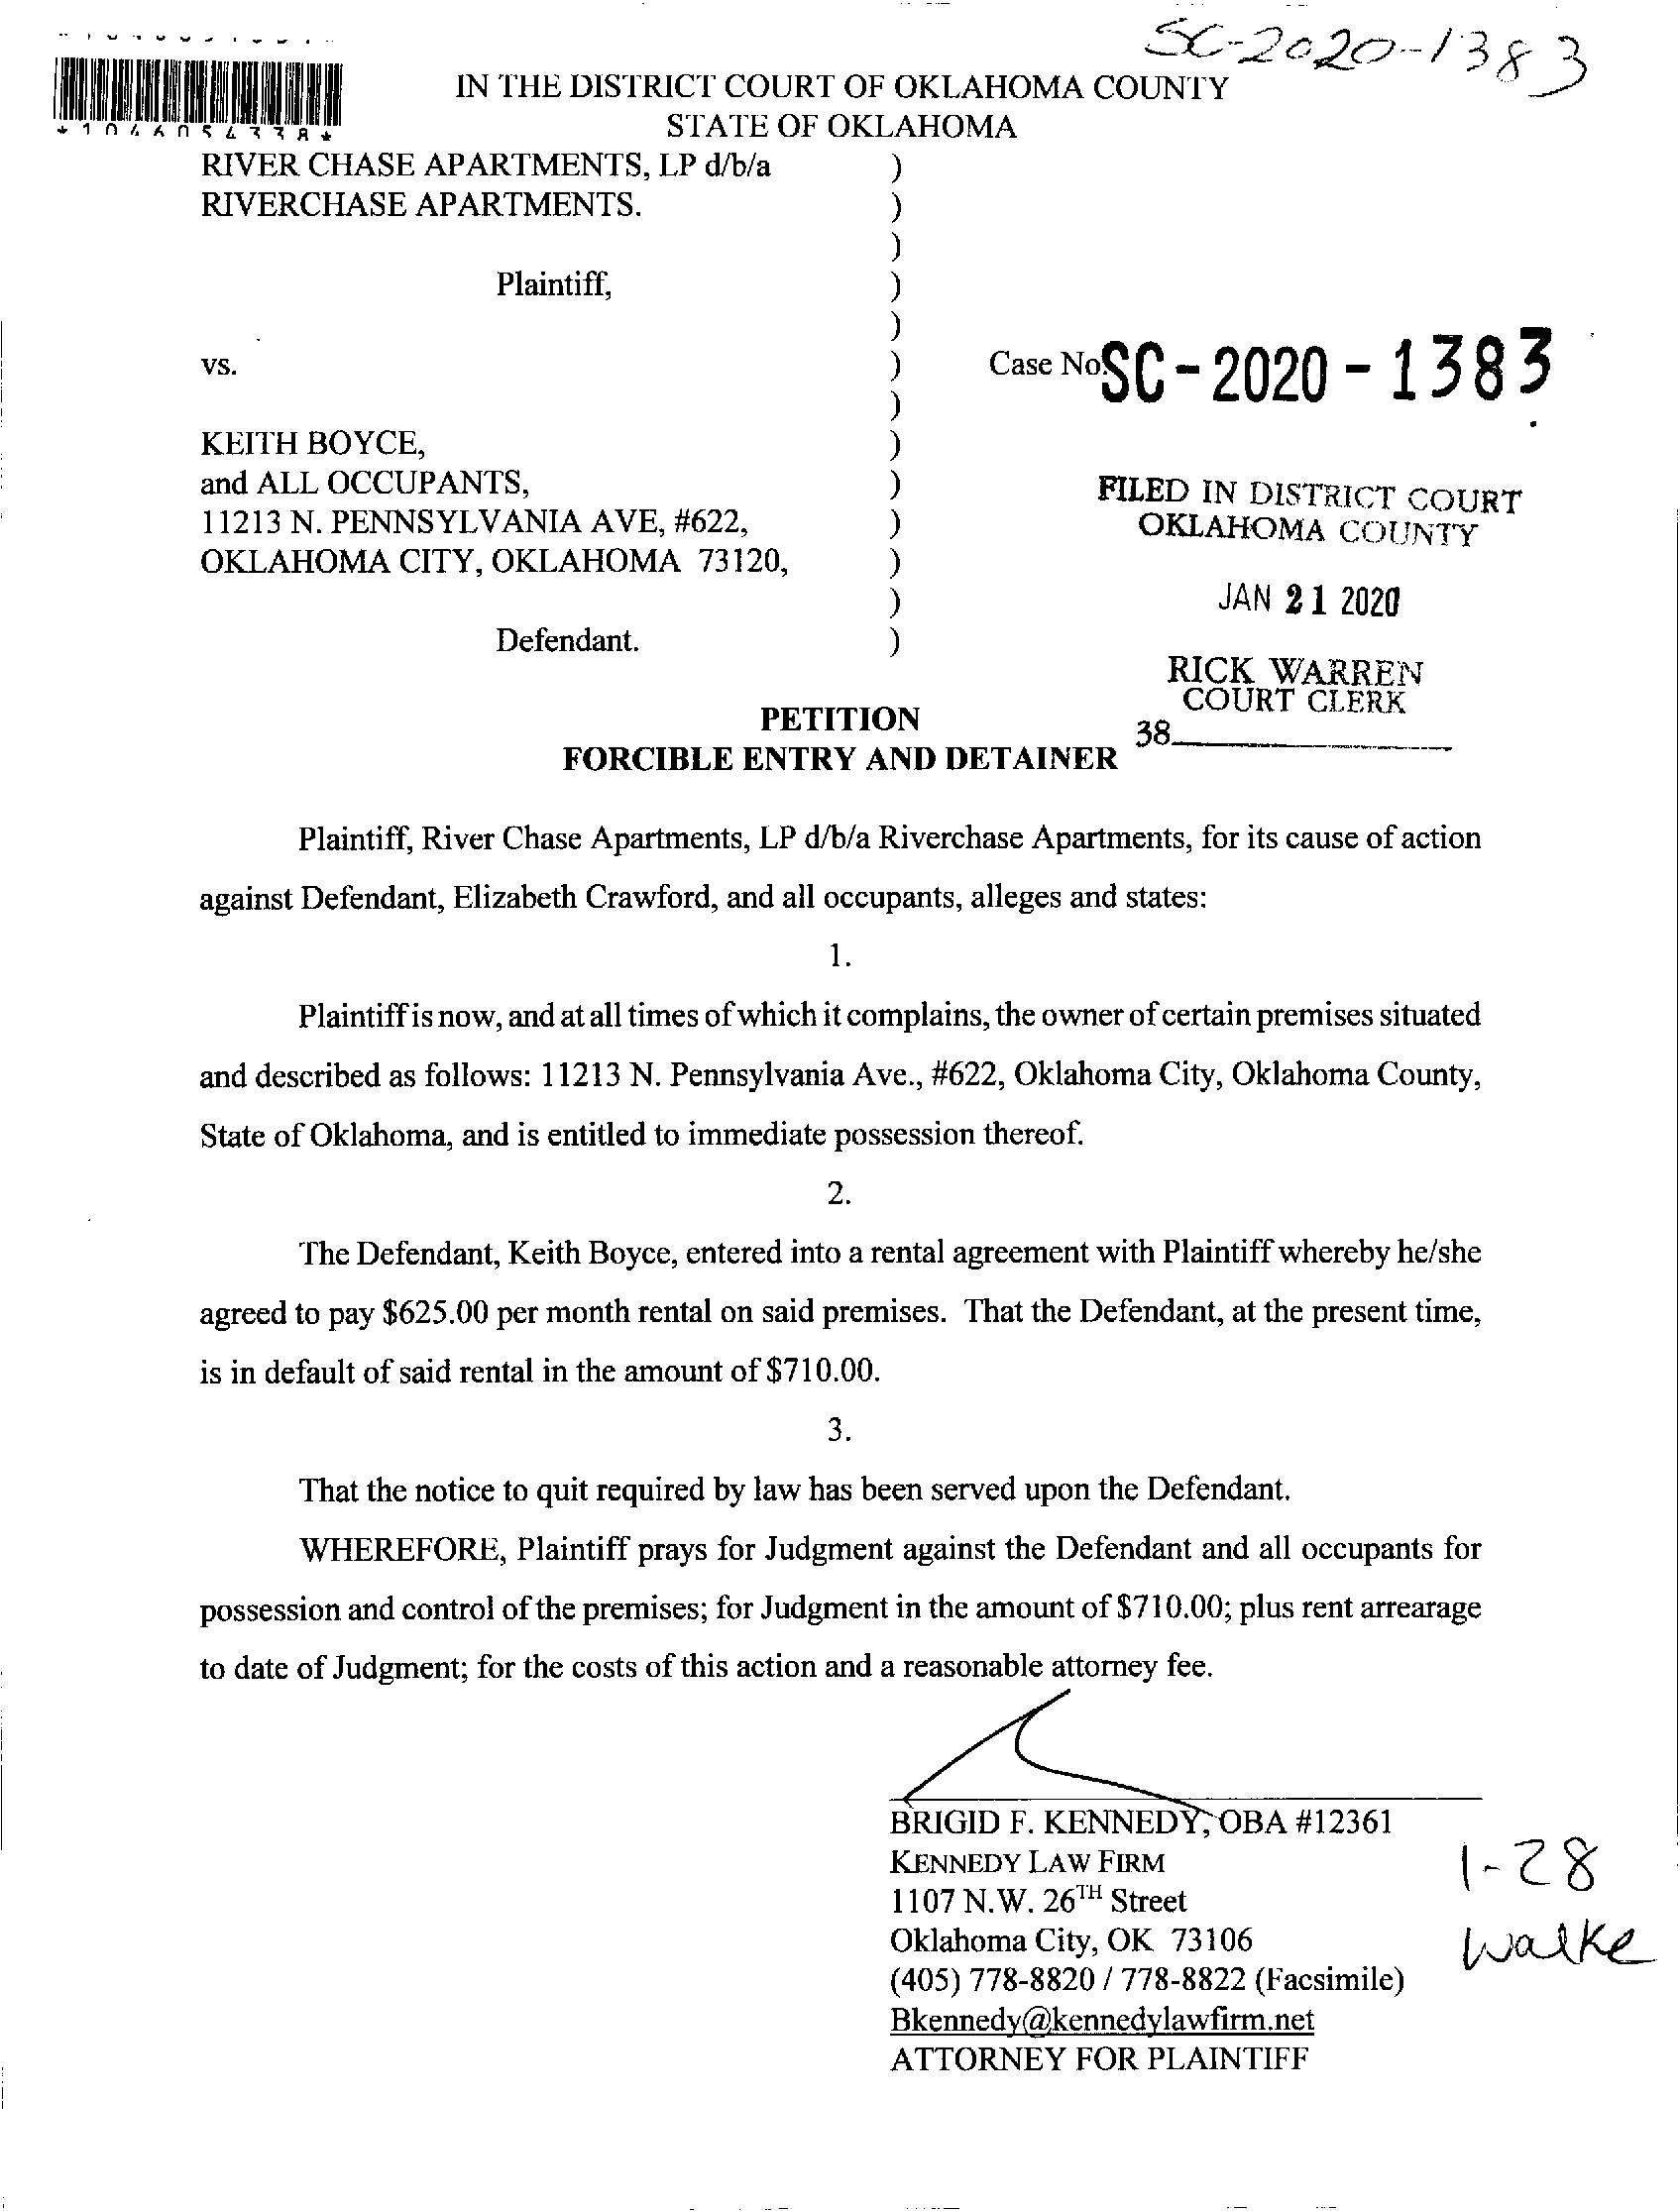 SC-2020-1383
IN THE DISTRICT COURT OF OKLAHOMA COUNTY
STATE OF OKLAHOMA
RIVER CHASE APARTMENTS, LP d/b/a )
RIVERCHASE APARTMENTS. )
)
Plaintiff, )
)
vs. ) Case No. SC-2020-1383
)
KEITH BOYCE, )
and ALL OCCUPANTS, )
11213 N. PENNSYLVANIA AVE, #622, )
OKLAHOMA CITY, OKLAHOMA 73120, )
)
Defendant. )
FILED IN DISTRICT COURT
OKLAHOMA COUNTY
JAN 21 2020
RICK WARREN
COURT CLERK
38
PETITION
FORCIBLE ENTRY AND DETAINER
Plaintiff, River Chase Apartments, LP d/b/a Riverchase Apartments, for its cause of action
against Defendant, Elizabeth Crawford, and all occupants, alleges and states:
1.
Plaintiff is now, and at all times of which it complains, the owner of certain premises situated
and described as follows: 11213 N. Pennsylvania Ave., #622, Oklahoma City, Oklahoma County,
State of Oklahoma, and is entitled to immediate possession thereof.
2.
The Defendant, Keith Boyce, entered into a rental agreement with Plaintiff whereby he/she
agreed to pay $625.00 per month rental on said premises. That the Defendant, at the present time,
is in default of said rental in the amount of $710.00.
3.
That the notice to quit required by law has been served upon the Defendant.
WHEREFORE, Plaintiff prays for Judgment against the Defendant and all occupants for
possession and control of the premises; for Judgment in the amount of $710.00; plus rent arrearage
to date of Judgment; for the costs of this action and a reasonable attorney fee.
BRIGID F. KENNEDY, OBA #12361
KENNEDY LAW FIRM
1107 N.W. 26TH Street
Oklahoma City, OK 73106
(405) 778-8820 / 778-8822 (Facsimile)
Bkennedy@kennedylawfirm.net
ATTORNEY FOR PLAINTIFF
1-28
Walke